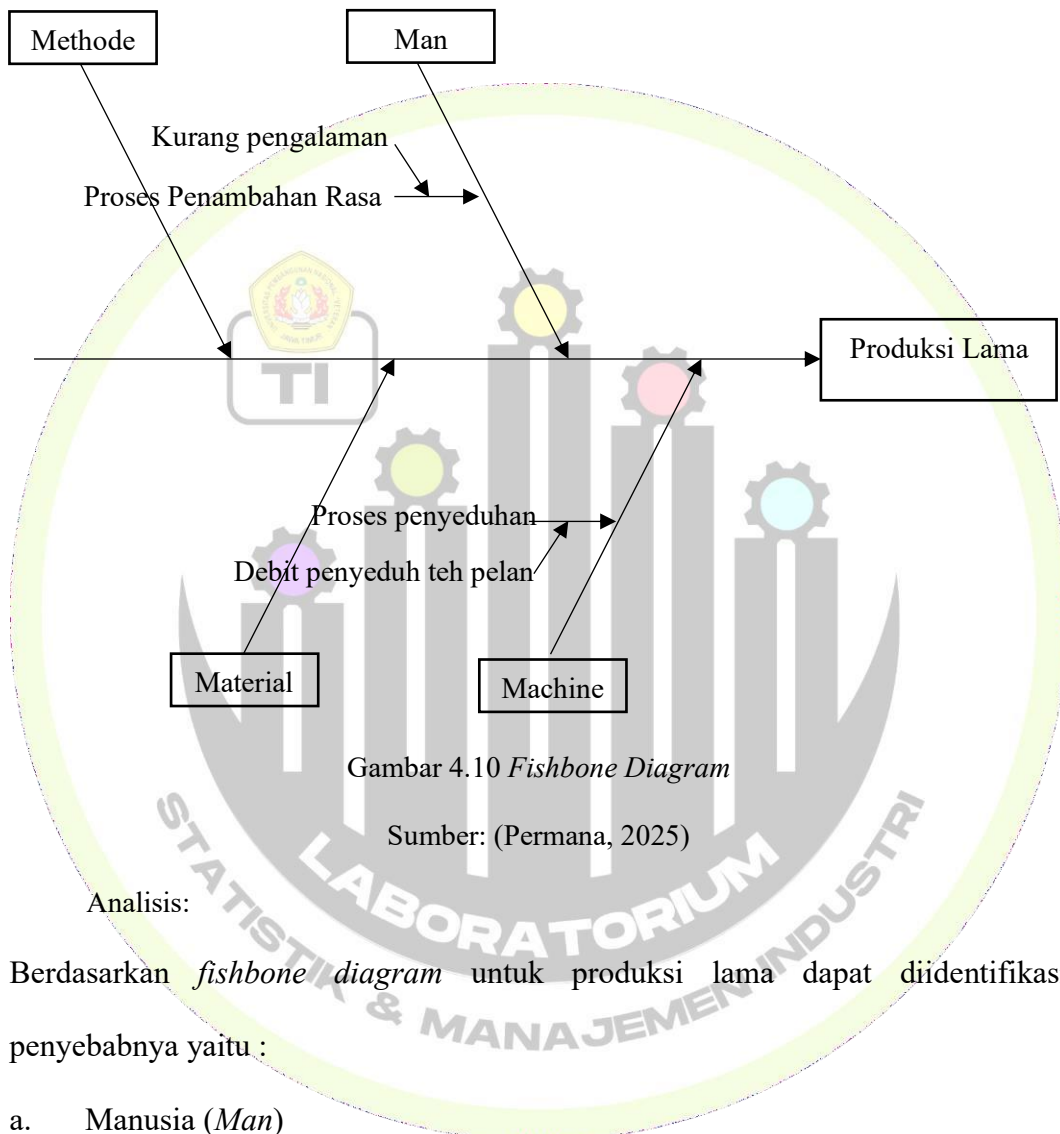 Methode
Man
Kurang pengalaman
Proses Penambahan Rasa
TI
Produksi Lama
Proses penyeduhan
Debit penyeduh teh pelan
Material
Machine
Gambar 4.10 Fishbone Diagram
Sumber: (Permana, 2025)
Analisis:
Berdasarkan fishbone diagram untuk produksi lama dapat diidentifikas
penyebabnya yaitu :
a. Manusia (Man)
LABORATORIUM
STATISTIK & MANAJEMEN INDUSTRI